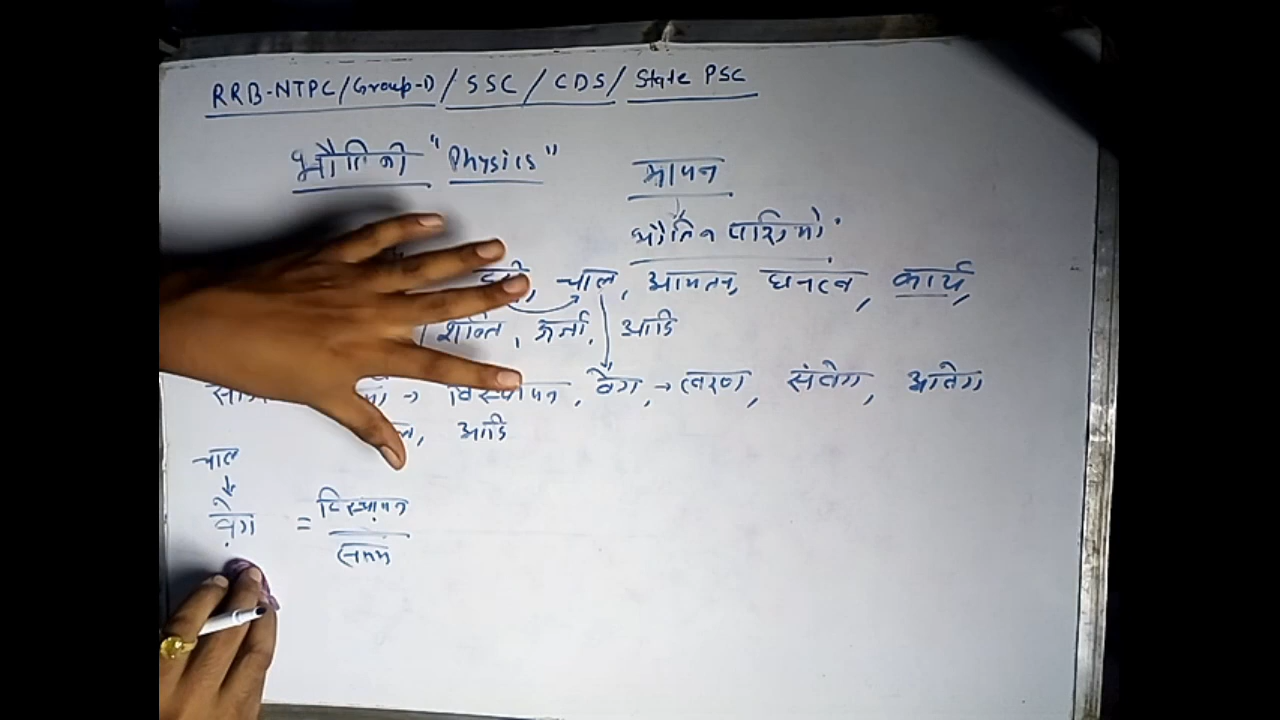 RRB-NTPC/Group-D/SSC/CDS/State PSC
भौतिकी "Physics"
मापन
भौतिक राशियाँ
चाल, आयतन, घनत्व, कार्य,
शक्ति, ऊर्जा, आदि
विस्थापन, वेग, → त्वरण, संवेग, आवेग
आदि
चाल
वेग = विस्थापन
समय